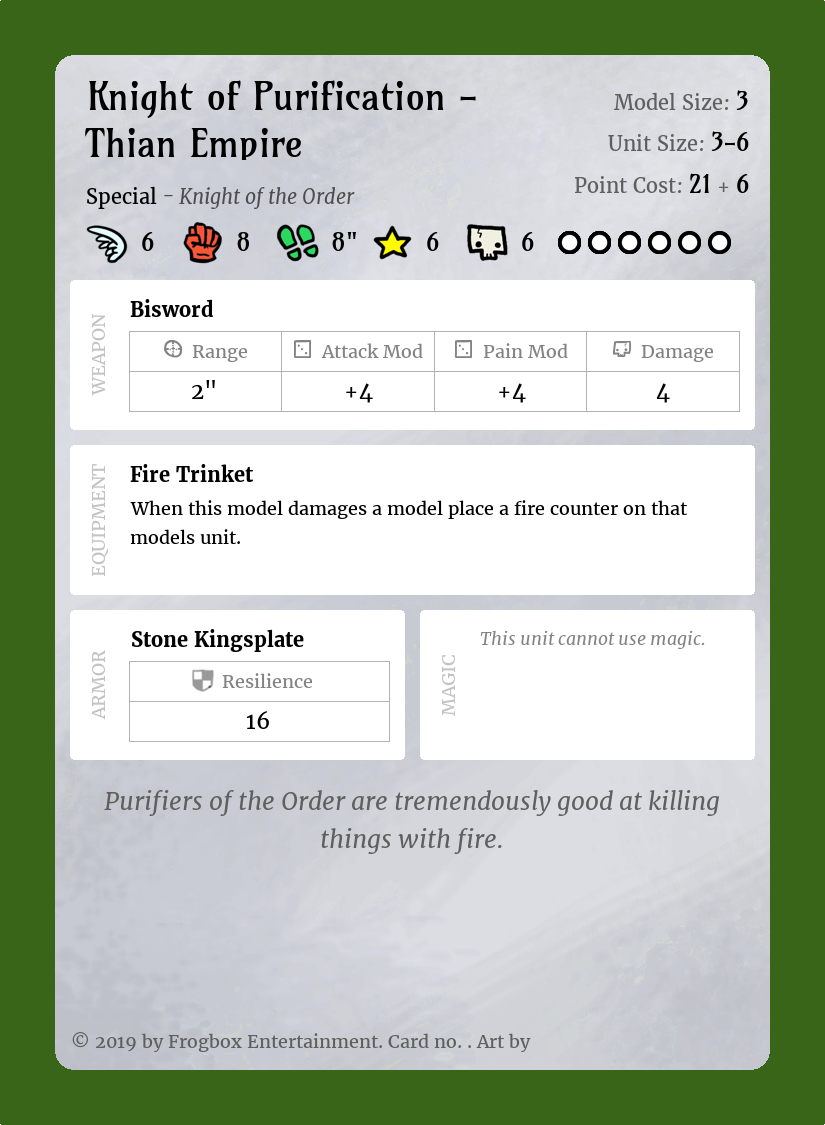 Knight of Purification –
Thian Empire
Model Size: 3
Unit Size: 3-6
Point Cost: 21 + 6
Special – Knight of the Order
6 8 8" 6 6
WEAPON
Bisword
Range Attack Mod Pain Mod Damage
2" +4 +4 4
EQUIPMENT
Fire Trinket
When this model damages a model place a fire counter on that
models unit.
ARMOR
Stone Kingsplate
Resilience
16
MAGIC
This unit cannot use magic.
Purifiers of the Order are tremendously good at killing
things with fire.
© 2019 by Frogbox Entertainment. Card no. . Art by